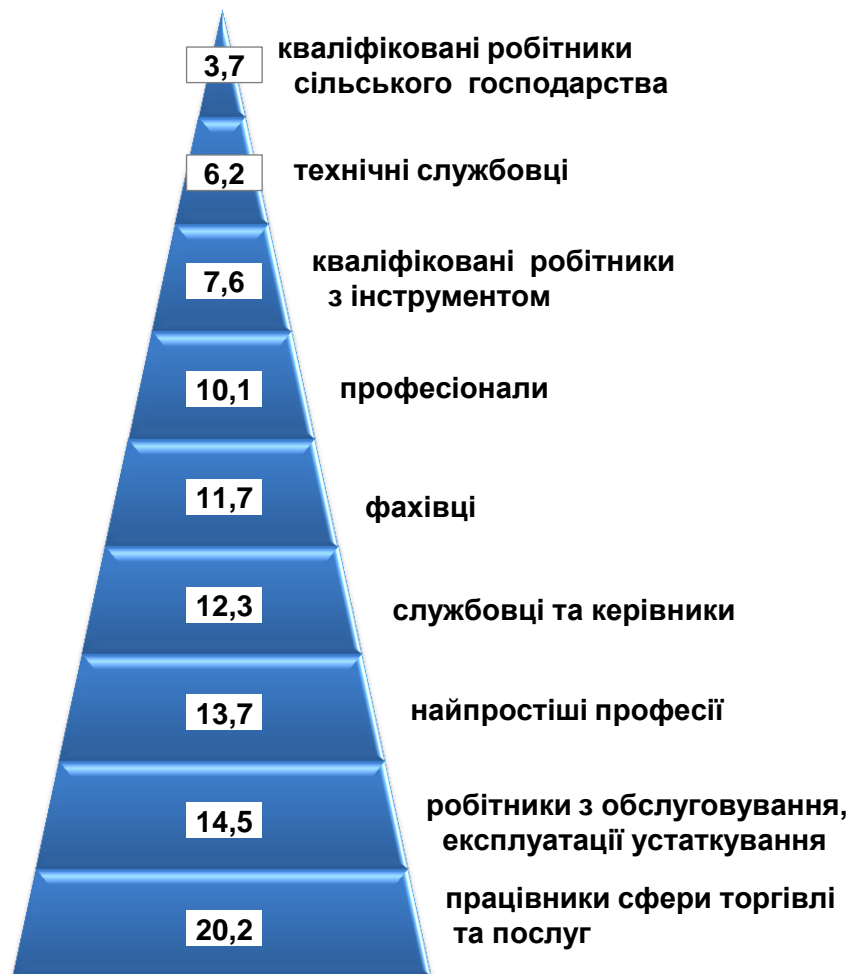 3,7
кваліфіковані робітники
сільського господарства
6,2
технічні службовці
7,6
кваліфіковані робітники
з інструментом
10,1
професіонали
11,7
фахівці
12,3
службовці та керівники
13,7
найпростіші професії
14,5
робітники з обслуговування,
експлуатації устаткування
20,2
працівники сфери торгівлі
та послуг